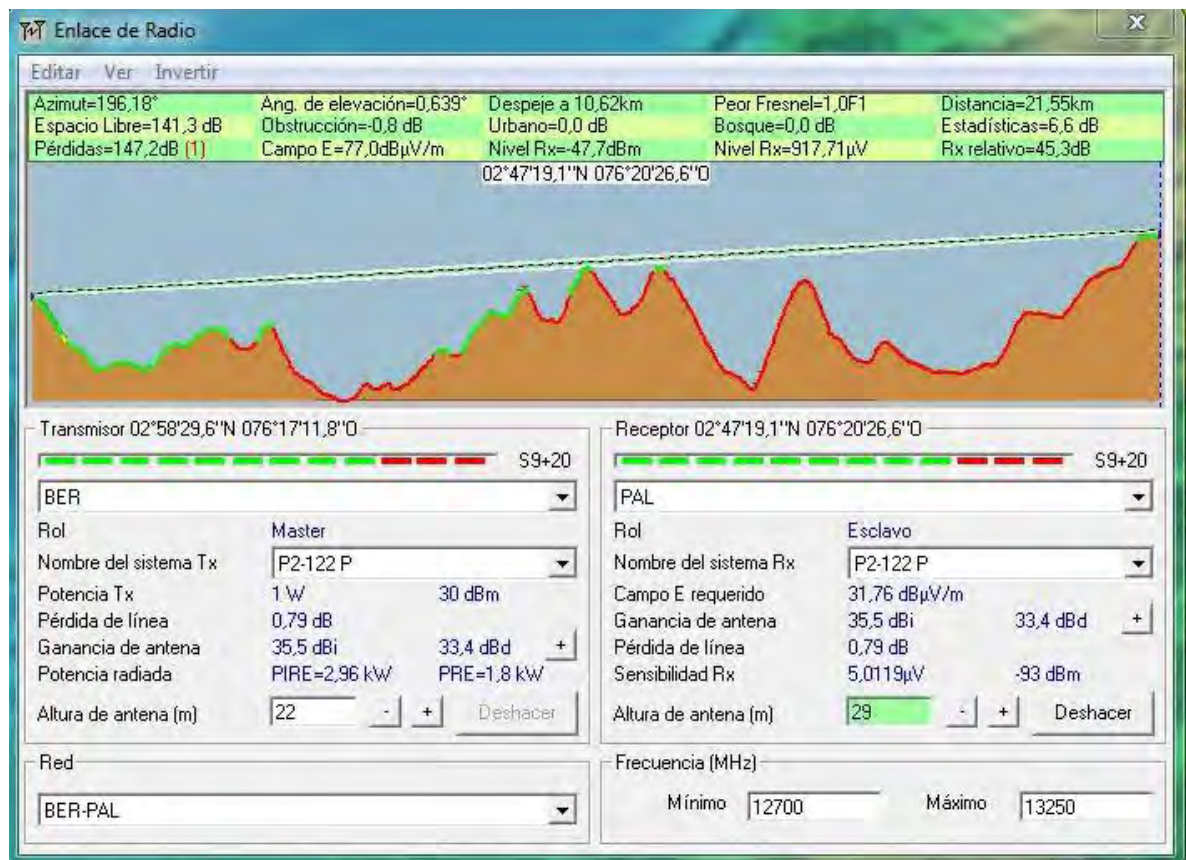 Enlace de Radio
X
Editar Ver Invertir
Azimut=196,18° Ang. de elevación=0,639° Despeje a 10,62km Peor Fresnel=1,0F1 Distancia=21,55km
Espacio Libre=141,3 dB Obstrucción=-0,8 dB Urbano=0,0 dB Bosque=0,0 dB Estadísticas=6,6 dB
Pérdidas=147,2dB (1) Campo E=77,0dBµV/m Nivel Rx=-47,7dBm Nivel Rx=917,71µV Rx relativo=45,3dB
02°47'19,1''N 076°20'26,6''O
Transmisor 02°58'29,6''N 076°17'11,8''O
S9+20
BER
Rol Master
Nombre del sistema Tx P2-122 P
Potencia Tx 1 W 30 dBm
Pérdida de línea 0,79 dB
Ganancia de antena 35,5 dBi 33,4 dBd +
Potencia radiada PIRE=2,96 kW PRE=1,8 kW
Altura de antena (m) 22 - + Deshacer
Receptor 02°47'19,1''N 076°20'26,6''O
S9+20
PAL
Rol Esclavo
Nombre del sistema Rx P2-122 P
Campo E requerido 31,76 dBµV/m
Ganancia de antena 35,5 dBi 33,4 dBd +
Pérdida de línea 0,79 dB
Sensibilidad Rx 5,0119µV -93 dBm
Altura de antena (m) 29 - + Deshacer
Red
BER-PAL
Frecuencia (MHz)
Mínimo 12700 Máximo 13250